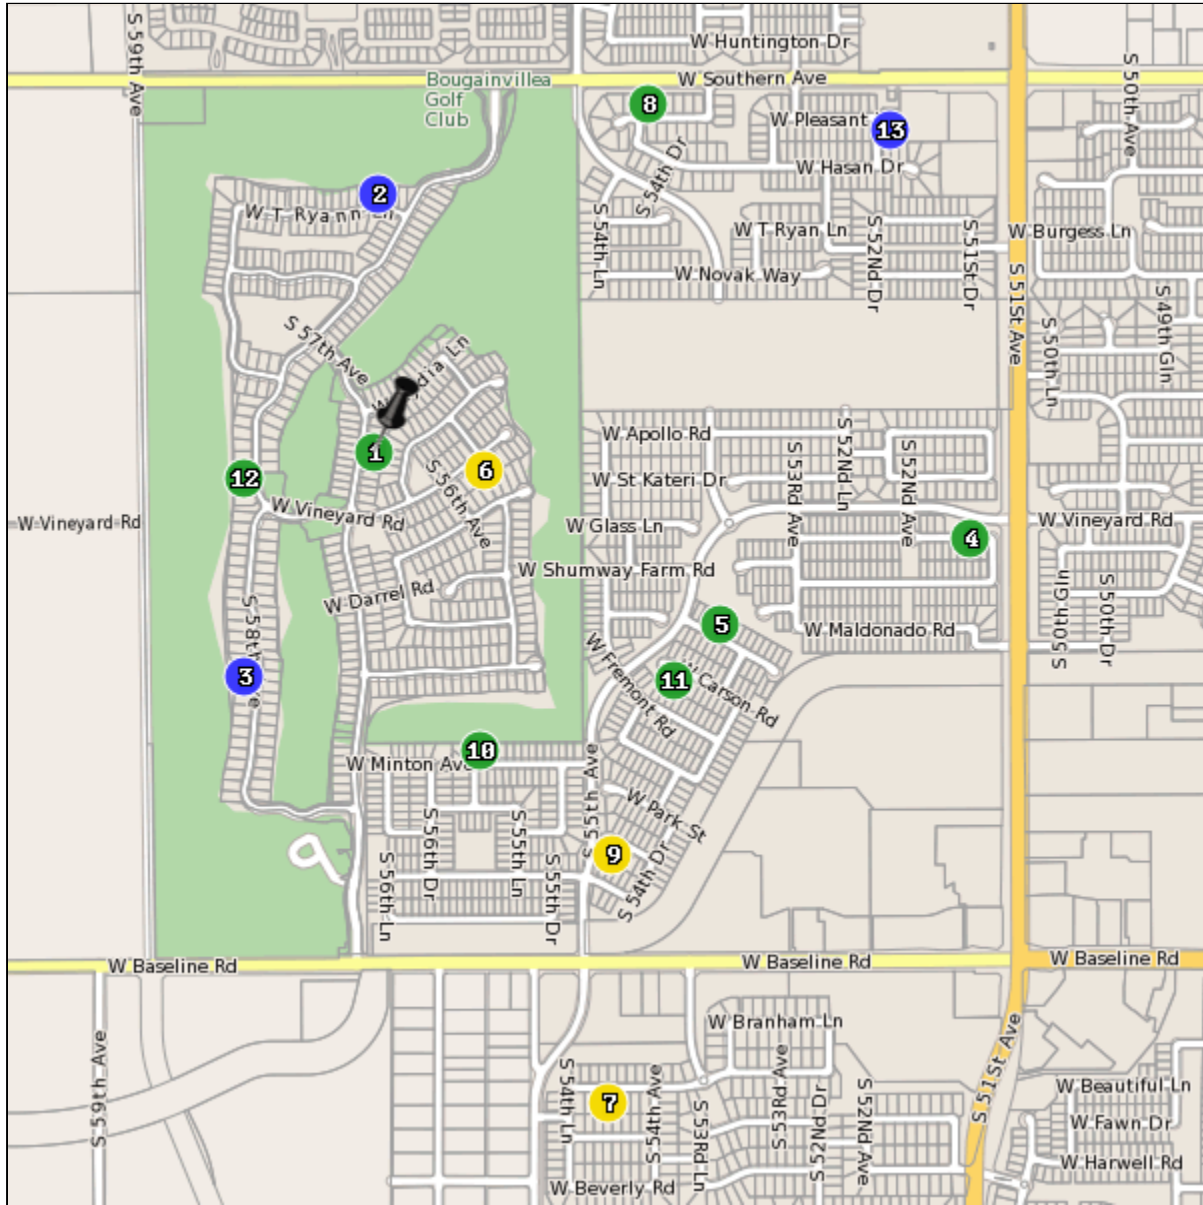 W Huntington Dr
W Southern Ave
S 59th Ave
Bougainvillea
Golf
Club
8
W Pleasant
13
S 50th Ave
W Hasan Dr
S 54th Dr
2
W T Ryann Ln
S 54th Ln
W T Ryan Ln
S 52Nd Dr
S 51St Dr
W Burgess Ln
W Novak Way
S 51St Ave
S 49th Gln
S 57th Ave
S 50th Ln
W Apollo Rd
S 52Nd Ln
1
6
12
S 56th Ave
W St Kateri Dr
S 53Rd Ave
S 52Nd Ave
W Vineyard Rd
W Vineyard Rd
W Glass Ln
4
W Vineyard Rd
W Shumway Farm Rd
W Darrel Rd
S 50th Gln
S 50th Dr
S 58th Ave
5
W Maldonado Rd
3
W Fremont Rd
11
W Carson Rd
10
W Minton Ave
S 55th Ave
W Park St
S 56th Dr
S 55th Ln
9
S 56th Ln
S 55th Dr
S 54th Dr
W Baseline Rd
W Baseline Rd
W Baseline Rd
W Branham Ln
S 59th Ave
S 54th Ln
7
S 54th Ave
S 53Rd Ln
S 53Rd Ave
S 52Nd Dr
S 52Nd Ave
S 51St Ave
W Beautiful Ln
W Fawn Dr
W Harwell Rd
W Beverly Rd